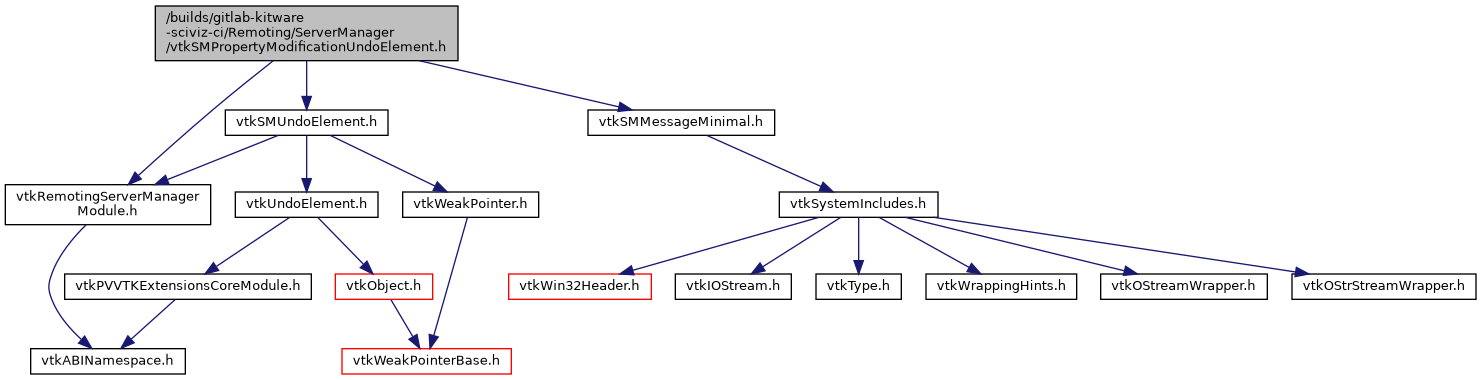 /builds/gitlab-kitware
-sciviz-ci/Remoting/ServerManager
/vtkSMPropertyModificationUndoElement.h
vtkSMUndoElement.h
vtkSMMessageMinimal.h
vtkRemotingServerManager
Module.h
vtkUndoElement.h
vtkWeakPointer.h
vtkSystemIncludes.h
vtkPVVTKExtensionsCoreModule.h
vtkObject.h
vtkWin32Header.h
vtkIOStream.h
vtkType.h
vtkWrappingHints.h
vtkOStreamWrapper.h
vtkOStrStreamWrapper.h
vtkABINamespace.h
vtkWeakPointerBase.h